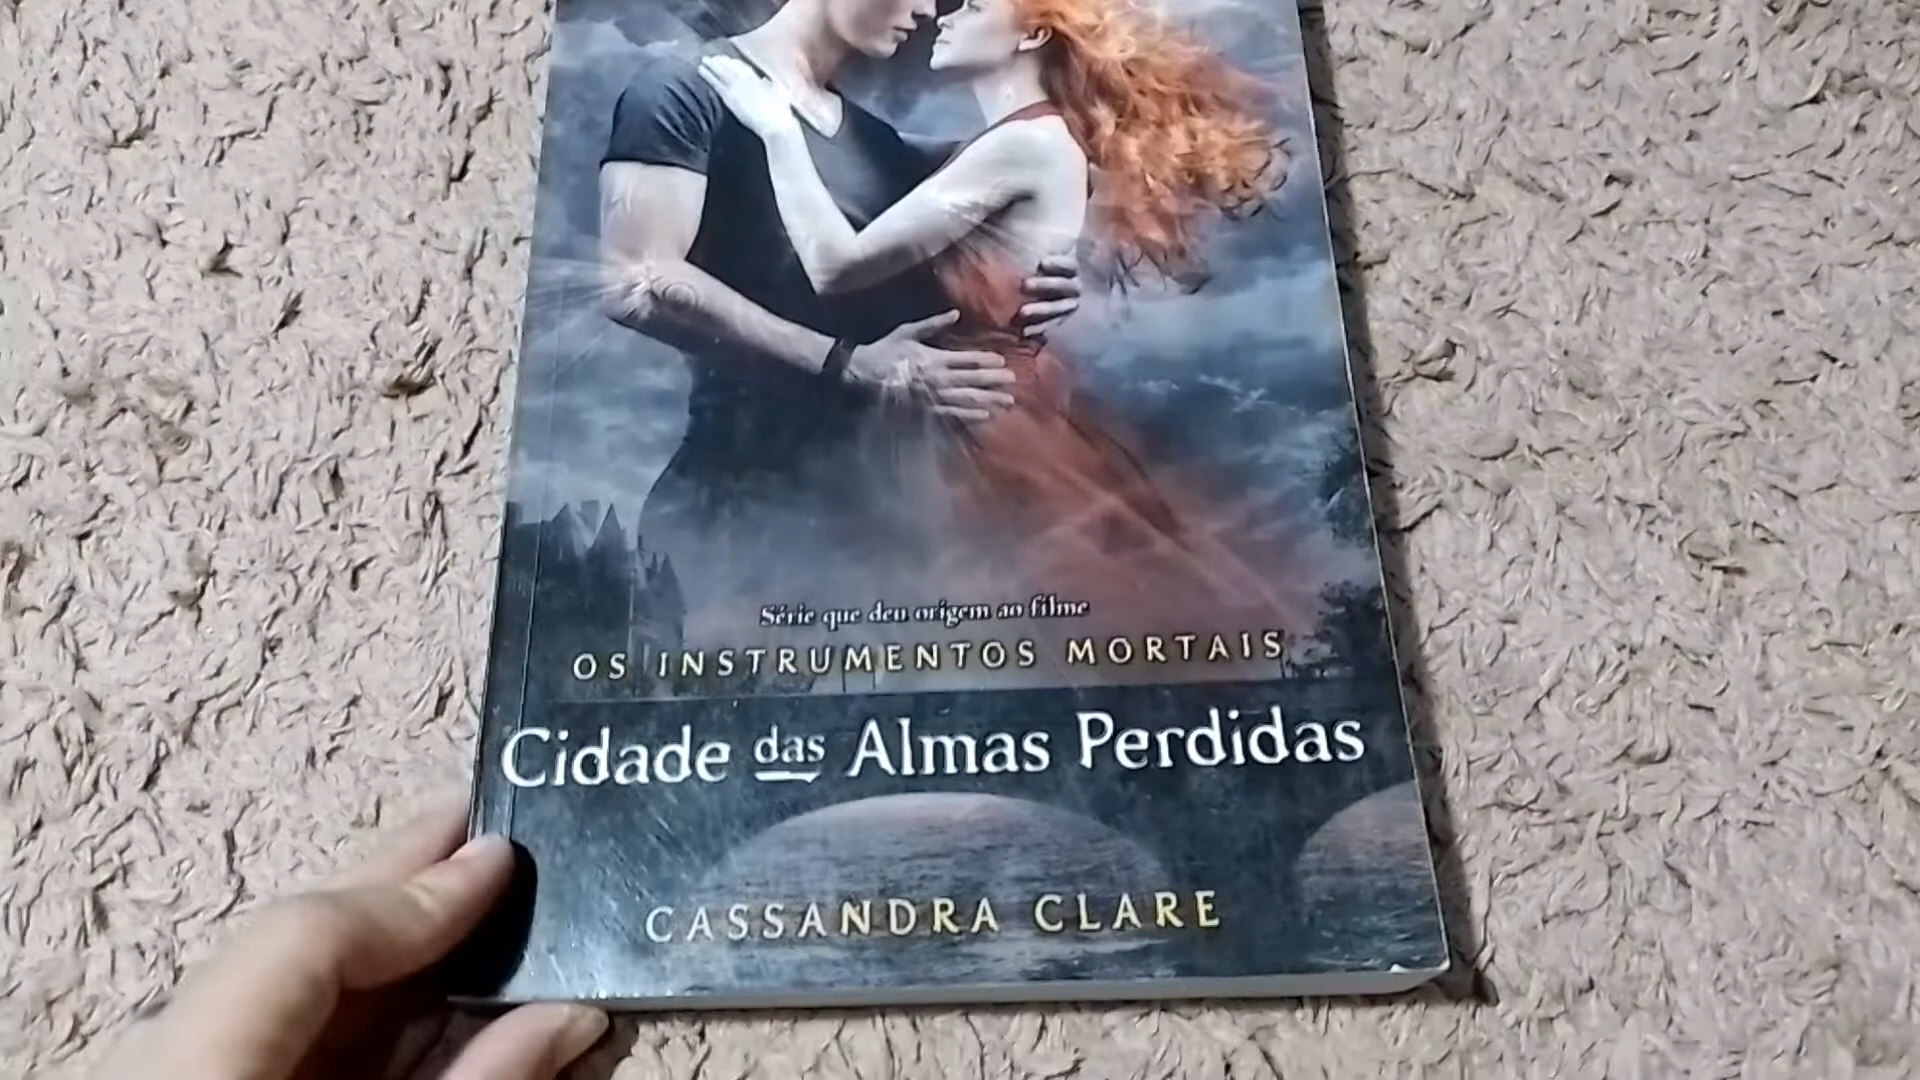 Série que deu origem ao filme
OS INSTRUMENTOS MORTAIS
Cidade das Almas Perdidas
CASSANDRA CLARE